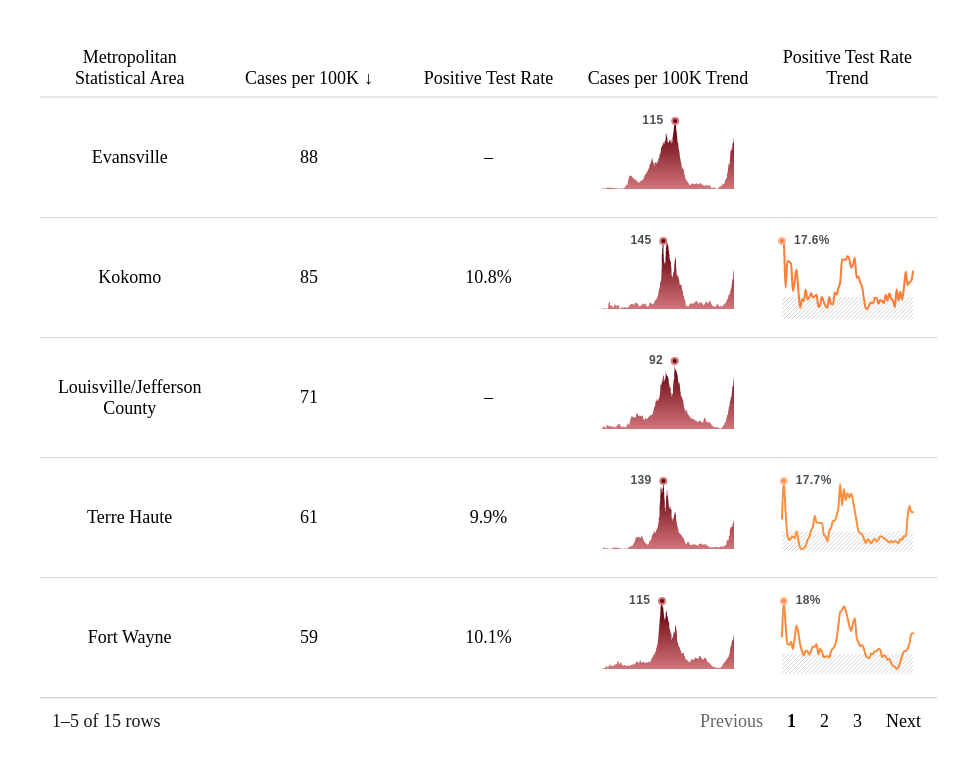 Metropolitan
Statistical Area
Cases per 100K ↓
Positive Test Rate
Cases per 100K Trend
Positive Test Rate
Trend
Evansville
88
–
115
Kokomo
85
10.8%
145
17.6%
Louisville/Jefferson
County
71
–
92
Terre Haute
61
9.9%
139
17.7%
Fort Wayne
59
10.1%
115
18%
1–5 of 15 rows
Previous
1
2
3
Next